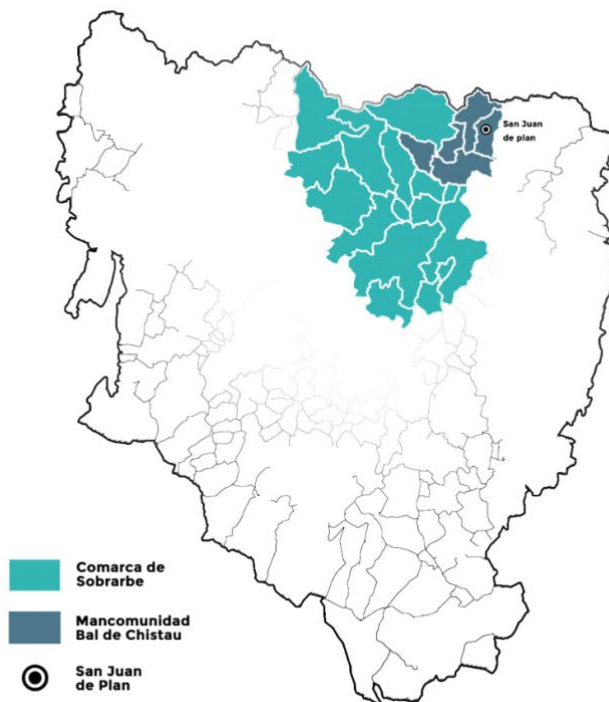 San Juan
de plan
Comarca de
Sobrarbe
Mancomunidad
Bal de Chistau
San Juan
de Plan